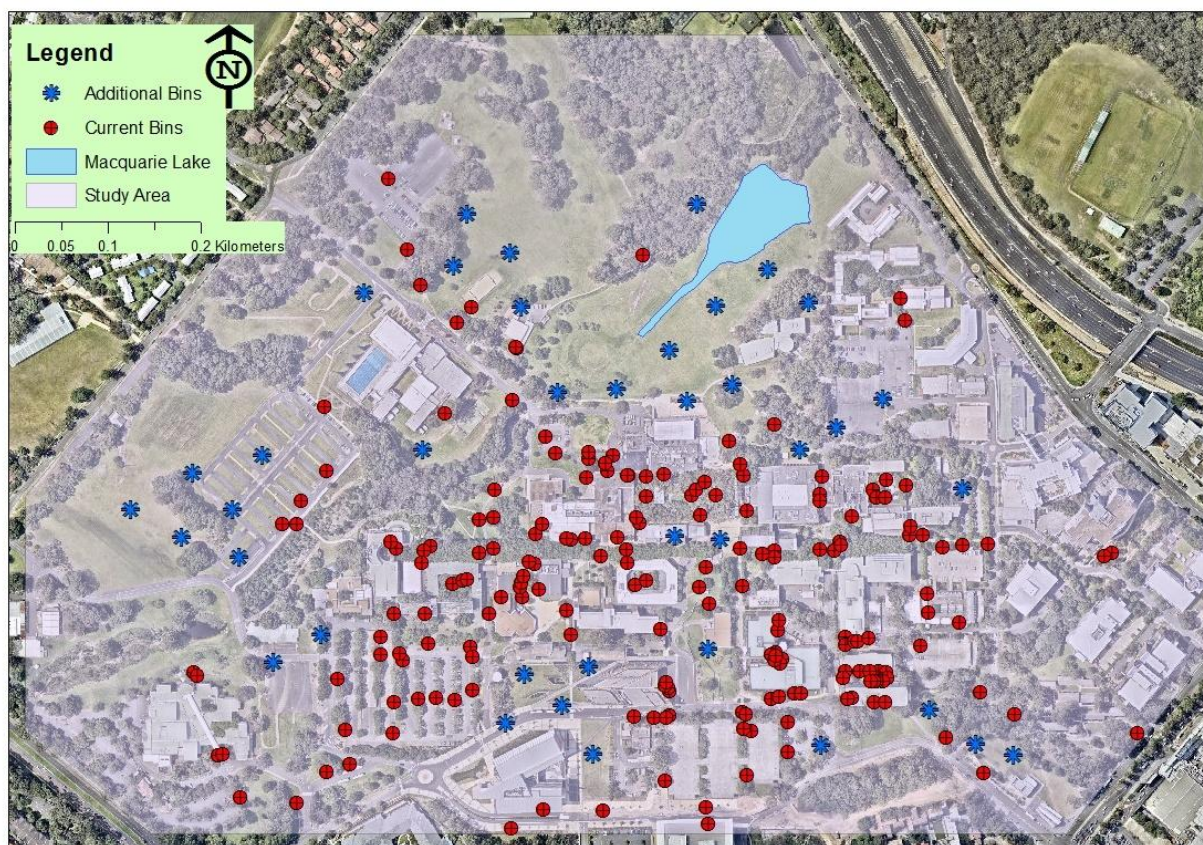 Legend
N
Additional Bins
Current Bins
Macquarie Lake
Study Area
0 0.05 0.1 0.2 Kilometers